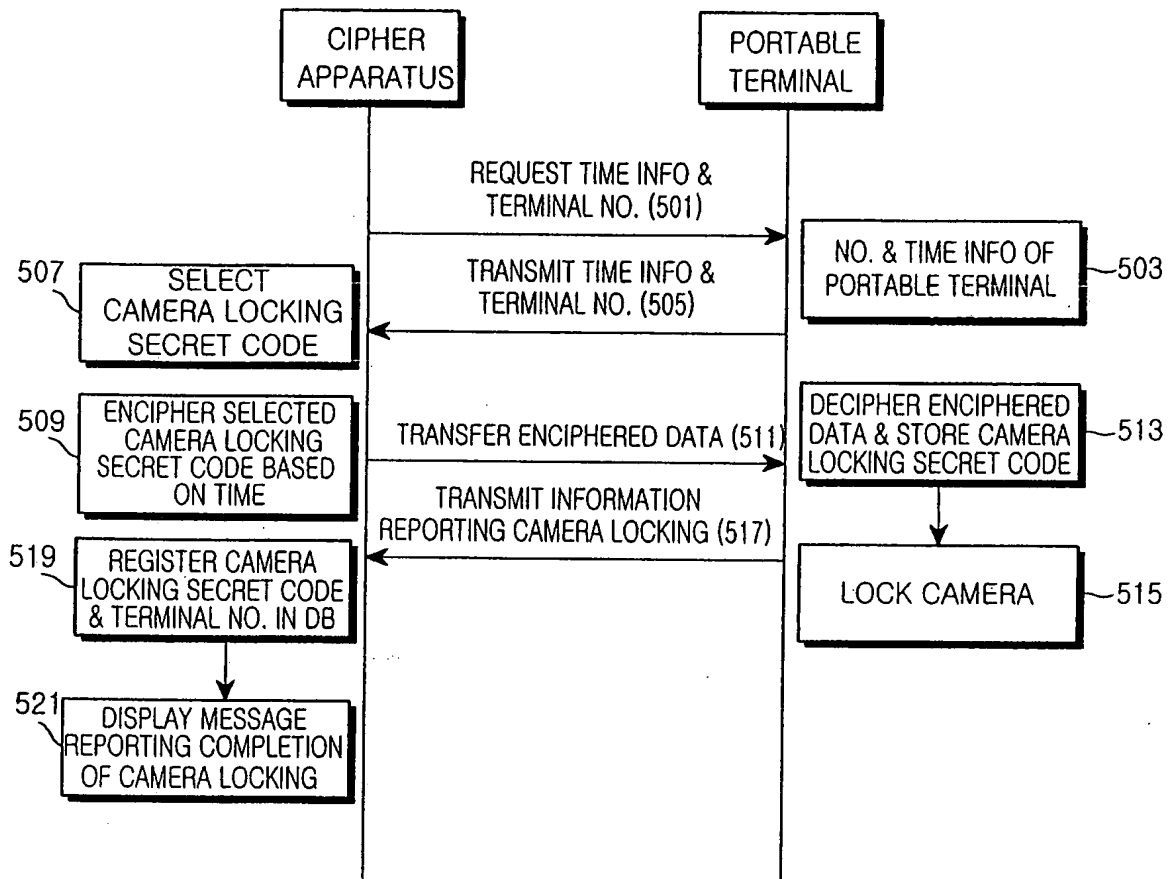 CIPHER
APPARATUS
PORTABLE
TERMINAL
REQUEST TIME INFO &
TERMINAL NO. (501)
NO. & TIME INFO OF
PORTABLE TERMINAL
503
507
SELECT
CAMERA LOCKING
SECRET CODE
TRANSMIT TIME INFO &
TERMINAL NO. (505)
509
ENCIPHER SELECTED
CAMERA LOCKING
SECRET CODE BASED
ON TIME
TRANSFER ENCIPHERED DATA (511)
DECIPHER ENCIPHERED
DATA & STORE CAMERA
LOCKING SECRET CODE
513
TRANSMIT INFORMATION
REPORTING CAMERA LOCKING (517)
519
REGISTER CAMERA
LOCKING SECRET CODE
& TERMINAL NO. IN DB
LOCK CAMERA
515
521
DISPLAY MESSAGE
REPORTING COMPLETION
OF CAMERA LOCKING